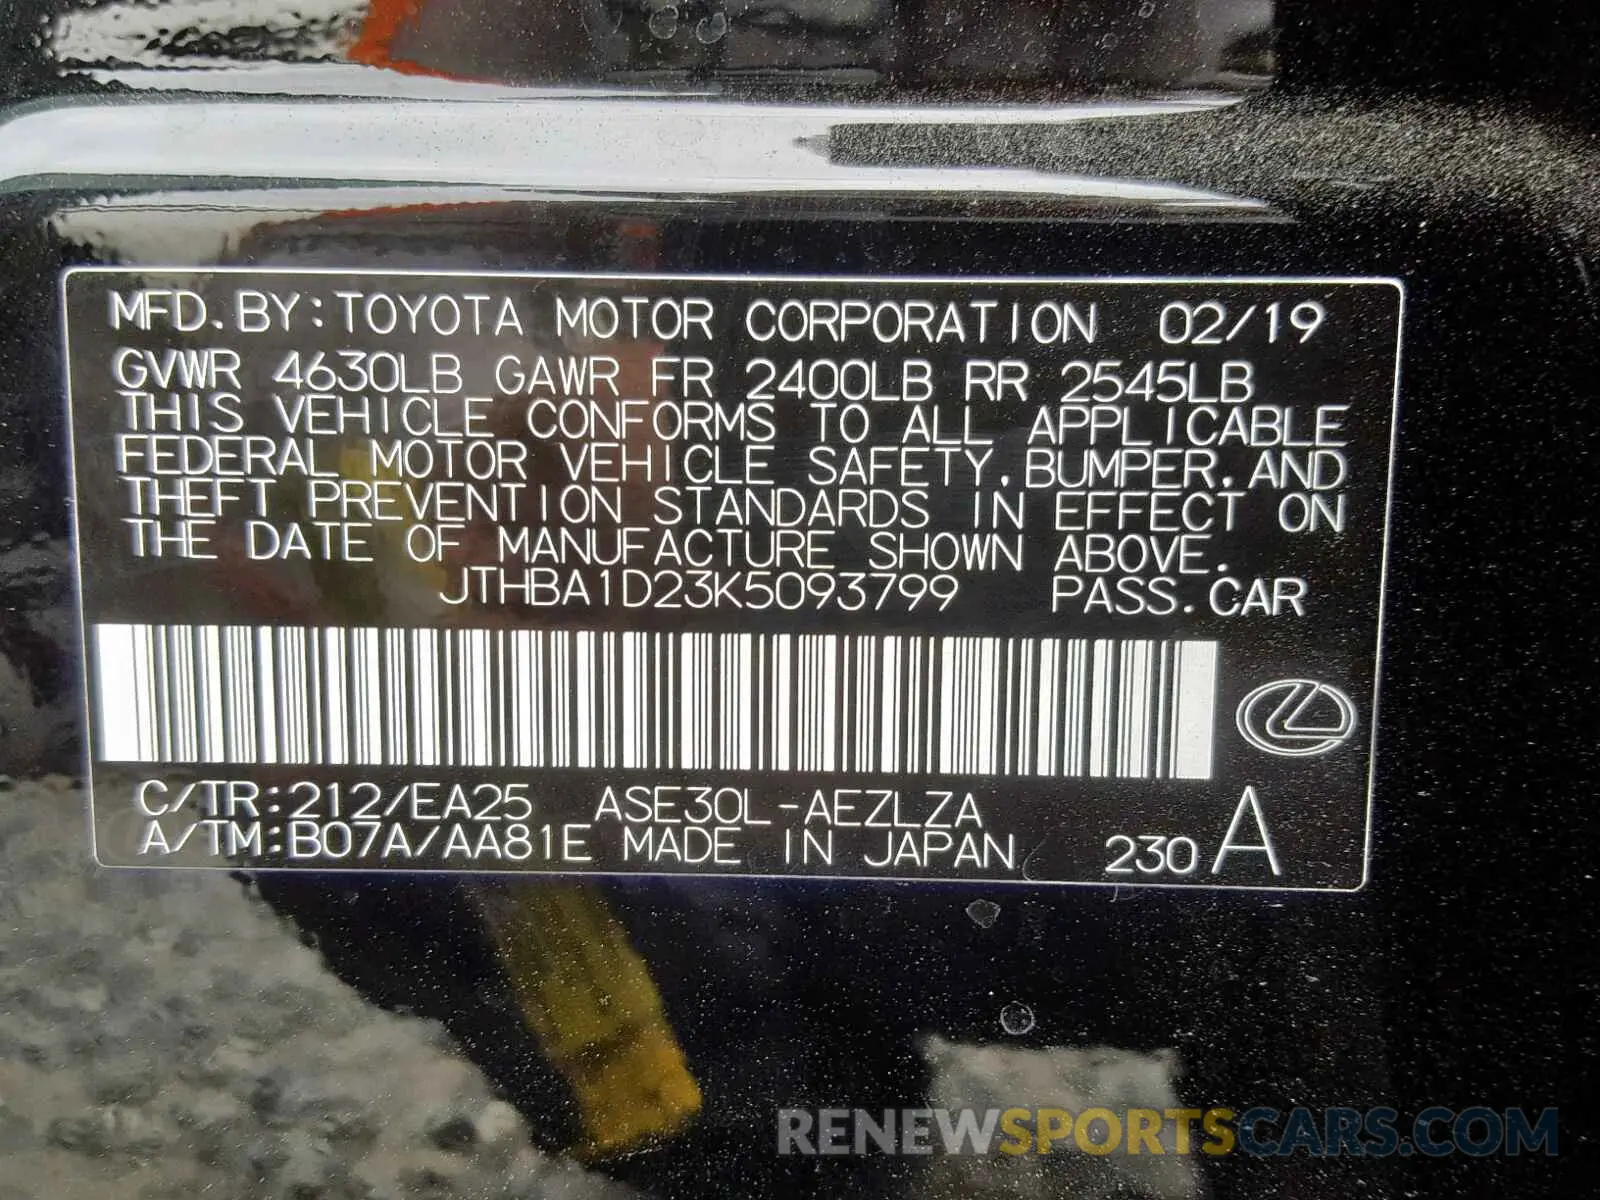 MFD. BY: TOYOTA MOTOR CORPORATION 02/19
GVWR 4630LB GAWR FR 2400LB RR 2545LB
THIS VEHICLE CONFORMS TO ALL APPLICABLE
FEDERAL MOTOR VEHICLE SAFETY, BUMPER, AND
THEFT PREVENTION STANDARDS IN EFFECT ON
THE DATE OF MANUFACTURE SHOWN ABOVE.
JTHBA1D23K5093799 PASS. CAR
C/TR: 212/EA25 ASE30L-AEZLZA
A/TM: B07A/AA81E MADE IN JAPAN 230 A
RENEWSPORTSCARS.COM